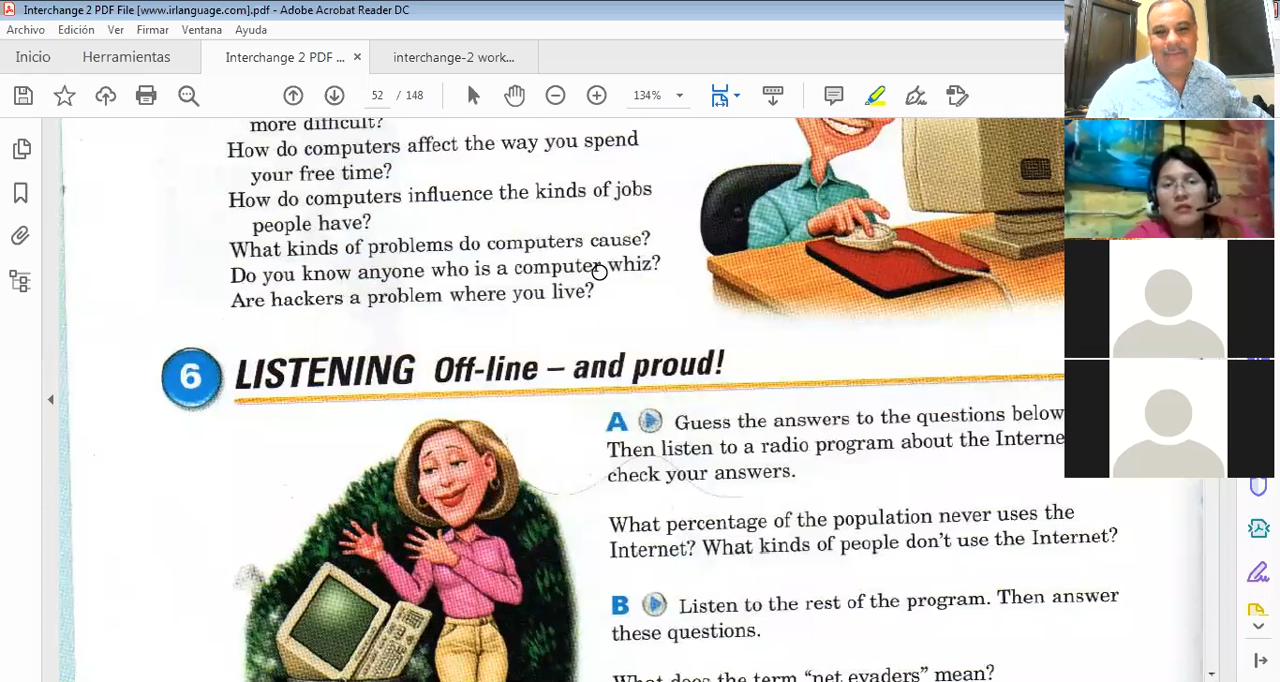 Interchange 2 PDF File [www.irlanguage.com].pdf - Adobe Acrobat Reader DC
Archivo Edición Ver Firmar Ventana Ayuda
Inicio Herramientas Interchange 2 PDF ... × interchange-2 work...
52 / 148 134%
more difficult?
How do computers affect the way you spend
your free time?
How do computers influence the kinds of jobs
people have?
What kinds of problems do computers cause?
Do you know anyone who is a computer whiz?
Are hackers a problem where you live?
6 LISTENING Off-line – and proud!
A Guess the answers to the questions below
Then listen to a radio program about the
check your answers.
What percentage of the population never uses the
Internet? What kinds of people don't use the Internet?
B Listen to the rest of the program. Then answer
these questions.
What does the term "net evaders" mean?